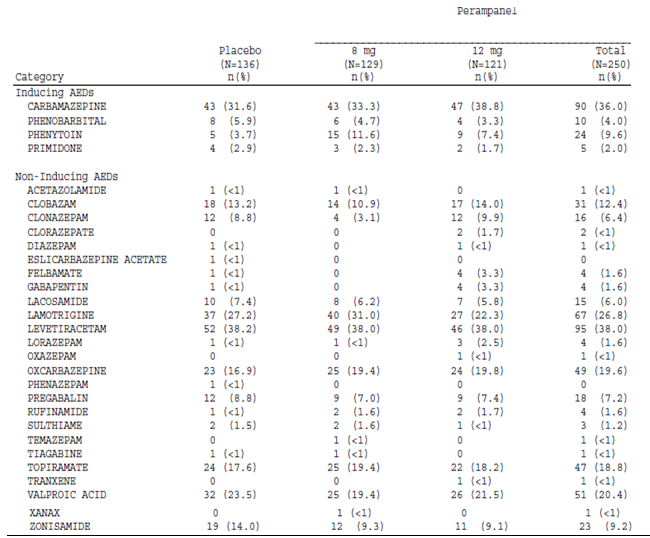 Perampanel
Placebo 8 mg 12 mg Total
(N=136) (N=129) (N=121) (N=250)
Category n(%) n(%) n(%) n(%)
Inducing AEDs
CARBAMAZEPINE 43 (31.6) 43 (33.3) 47 (38.8) 90 (36.0)
PHENOBARBITAL 8 (5.9) 6 (4.7) 4 (3.3) 10 (4.0)
PHENYTOIN 5 (3.7) 15 (11.6) 9 (7.4) 24 (9.6)
PRIMIDONE 4 (2.9) 3 (2.3) 2 (1.7) 5 (2.0)
Non-Inducing AEDs
ACETAZOLAMIDE 1 (<1) 1 (<1) 0 1 (<1)
CLOBAZAM 18 (13.2) 14 (10.9) 17 (14.0) 31 (12.4)
CLONAZEPAM 12 (8.8) 4 (3.1) 12 (9.9) 16 (6.4)
CLORAZEPATE 0 0 2 (1.7) 2 (<1)
DIAZEPAM 1 (<1) 0 1 (<1) 1 (<1)
ESLICARBAZEPINE ACETATE 1 (<1) 0 0 0
FELBAMATE 1 (<1) 0 4 (3.3) 4 (1.6)
GABAPENTIN 1 (<1) 0 4 (3.3) 4 (1.6)
LACOSAMIDE 10 (7.4) 8 (6.2) 7 (5.8) 15 (6.0)
LAMOTRIGINE 37 (27.2) 40 (31.0) 27 (22.3) 67 (26.8)
LEVETIRACETAM 52 (38.2) 49 (38.0) 46 (38.0) 95 (38.0)
LORAZEPAM 1 (<1) 1 (<1) 3 (2.5) 4 (1.6)
OXAZEPAM 0 0 1 (<1) 1 (<1)
OXCARBAZEPINE 23 (16.9) 25 (19.4) 24 (19.8) 49 (19.6)
PHENAZEPAM 1 (<1) 0 0 0
PREGABALIN 12 (8.8) 9 (7.0) 9 (7.4) 18 (7.2)
RUFINAMIDE 1 (<1) 2 (1.6) 2 (1.7) 4 (1.6)
SULTHIAME 2 (1.5) 2 (1.6) 1 (<1) 3 (1.2)
TEMAZEPAM 0 1 (<1) 0 1 (<1)
TIAGABINE 1 (<1) 1 (<1) 0 1 (<1)
TOPIRAMATE 24 (17.6) 25 (19.4) 22 (18.2) 47 (18.8)
TRANXENE 0 0 1 (<1) 1 (<1)
VALPROIC ACID 32 (23.5) 25 (19.4) 26 (21.5) 51 (20.4)
XANAX 0 1 (<1) 0 1 (<1)
ZONISAMIDE 19 (14.0) 12 (9.3) 11 (9.1) 23 (9.2)